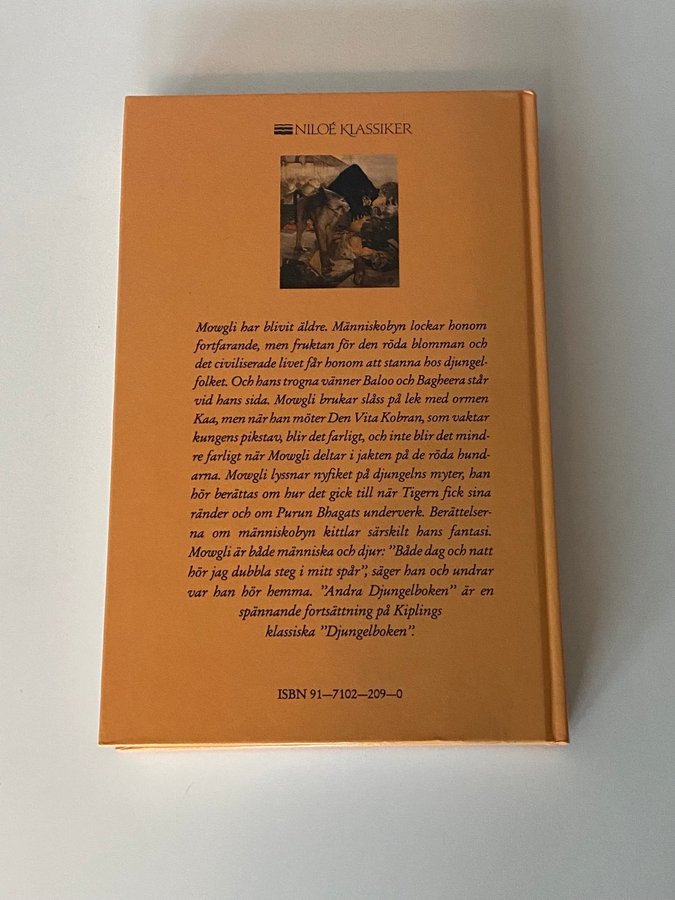 NILOÉ KLASSIKER
Mowgli har blivit äldre. Människobyn lockar honom
fortfarande, men fruktan för den röda blomman och
det civiliserade livet får honom att stanna hos djungel-
folket. Och hans trogna vänner Baloo och Bagheera står
vid hans sida. Mowgli brukar slåss på lek med ormen
Kaa, men när han möter Den Vita Kobran, som vaktar
kungens pikstav, blir det farligt, och inte blir det mind-
re farligt när Mowgli deltar i jakten på de röda hund-
arna. Mowgli lyssnar nyfiket på djungelns myter, han
hör berättas om hur det gick till när Tigern fick sina
ränder och om Purun Bhagats underverk. Berättelser-
na om människobyn kittlar särskilt hans fantasi.
Mowgli är både människa och djur: ”Både dag och natt
hör jag dubbla steg i mitt spår”, säger han och undrar
var han hör hemma. ”Andra Djungelboken” är en
spännande fortsättning på Kiplings
klassiska ”Djungelboken”.
ISBN 91—7102—209—0